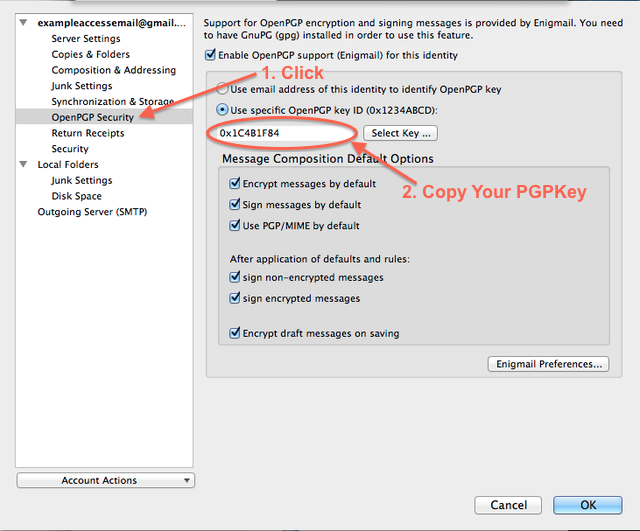 exampleaccessemail@gmail....
Server Settings
Copies & Folders
Composition & Addressing
Junk Settings
Synchronization & Storage
OpenPGP Security
Return Receipts
Security
Local Folders
Junk Settings
Disk Space
Outgoing Server (SMTP)
Account Actions
Support for OpenPGP encryption and signing messages is provided by Enigmail. You need
to have GnuPG (gpg) installed in order to use this feature.
Enable OpenPGP support (Enigmail) for this identity
1. Click
Use email address of this identity to identify OpenPGP key
Use specific OpenPGP key ID (0x1234ABCD):
0x1C4B1F84
Select Key ...
2. Copy Your PGPKey
Message Composition Default Options
Encrypt messages by default
Sign messages by default
Use PGP/MIME by default
After application of defaults and rules:
sign non-encrypted messages
sign encrypted messages
Encrypt draft messages on saving
Enigmail Preferences...
Cancel
OK